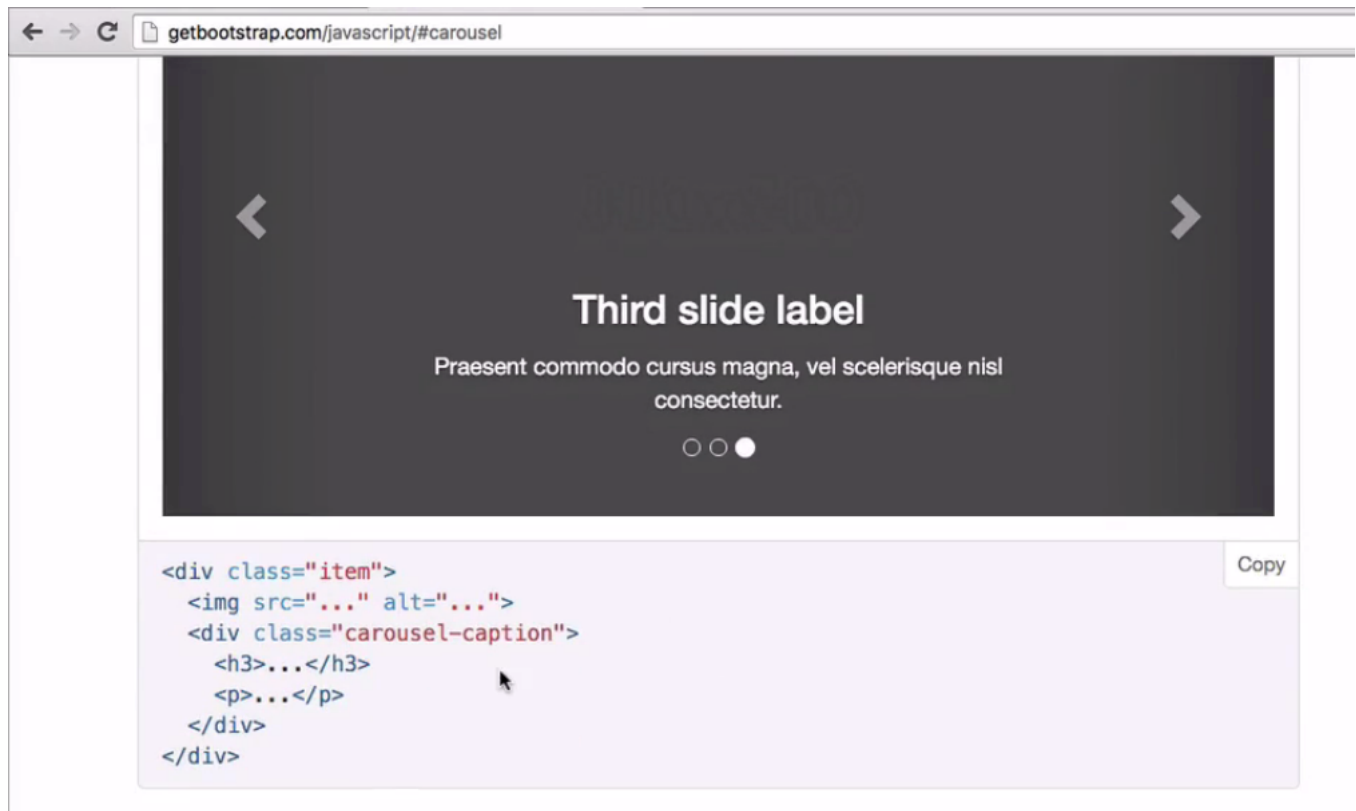 getbootstrap.com/javascript/#carousel
Third slide label
Praesent commodo cursus magna, vel scelerisque nisl
consectetur.
Copy
<div class="item">
  <img src="..." alt="...">
  <div class="carousel-caption">
    <h3>...</h3>
    <p>...</p>
  </div>
</div>